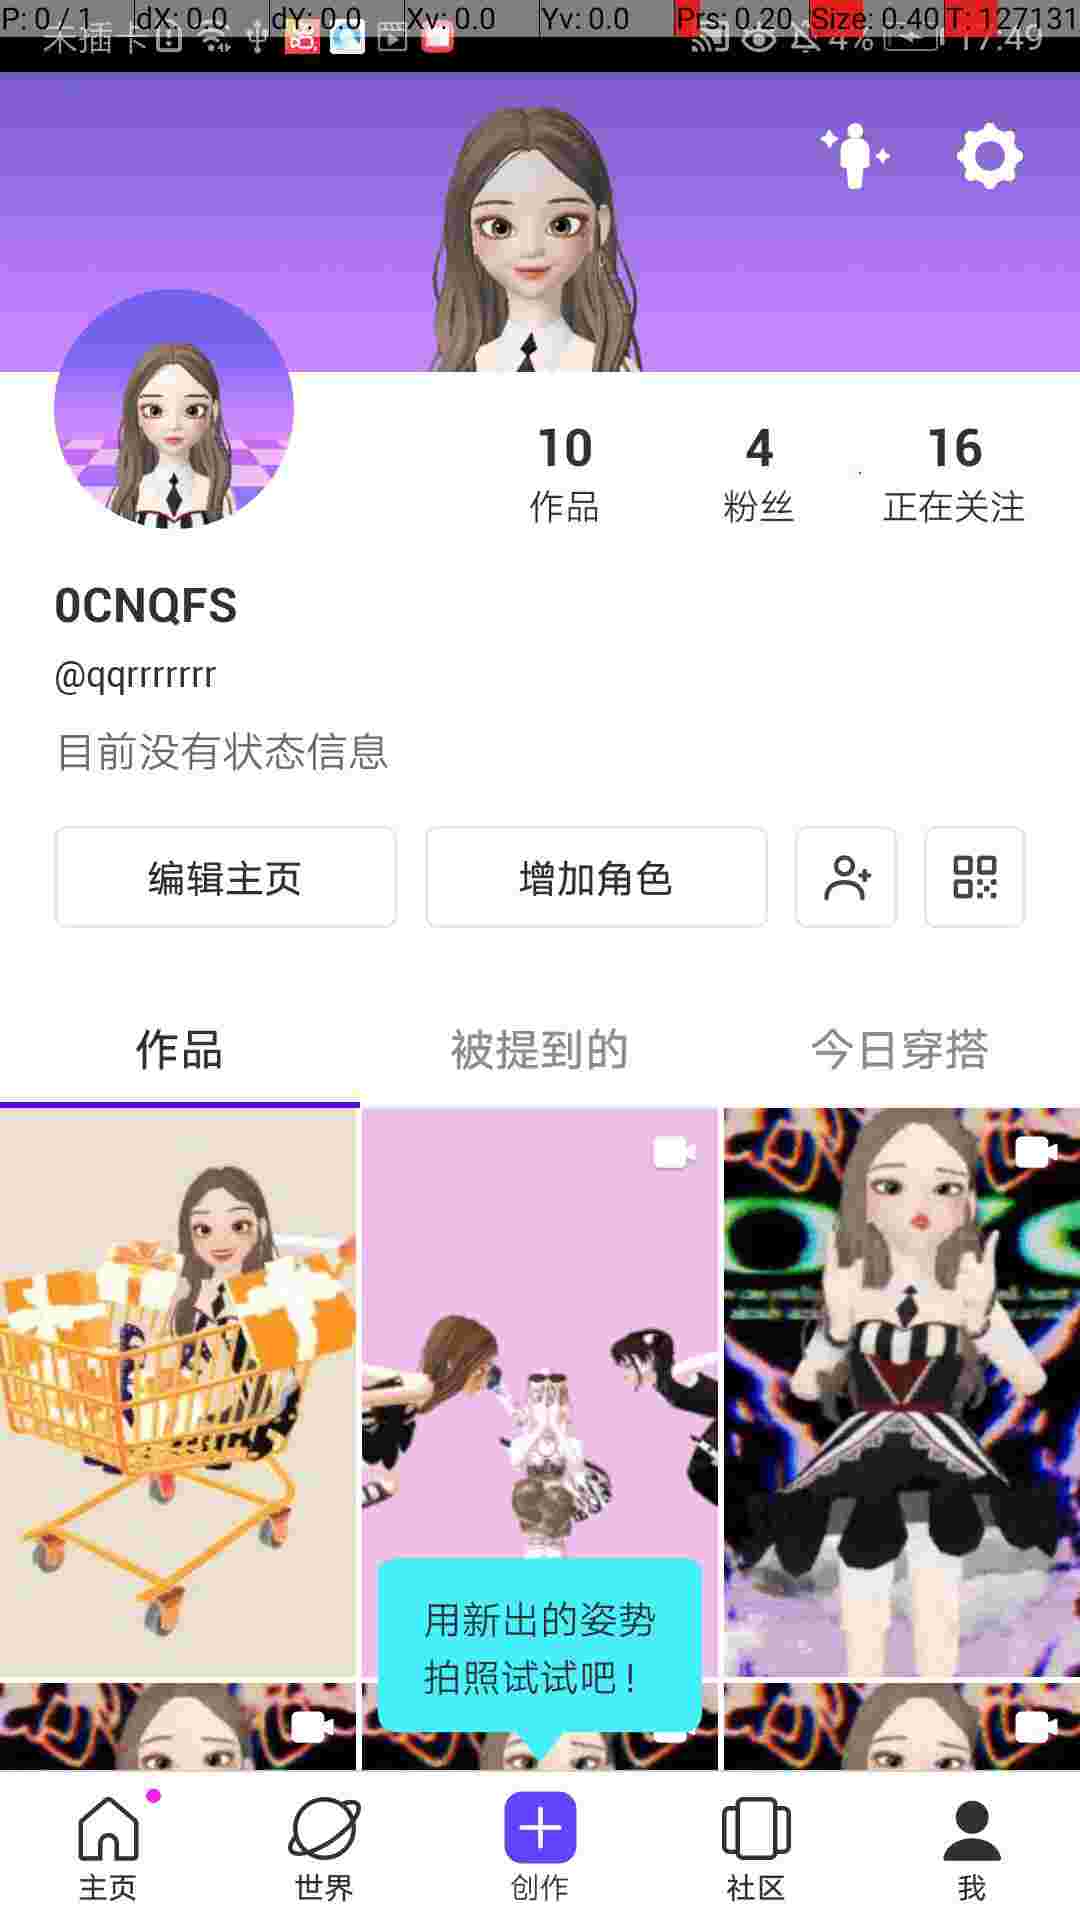 P: 0 / 1 dX: 0.0 dY: 0.0 Xv: 0.0 Yv: 0.0 Prs: 0.20 Size: 0.40 T: 127131
未插卡 4% 17:49
10 4 16
作品 粉丝 正在关注
0CNQFS
@qqrrrrrrr
目前没有状态信息
编辑主页 增加角色
作品 被提到的 今日穿搭
用新出的姿势
拍照试试吧！
主页 世界 创作 社区 我